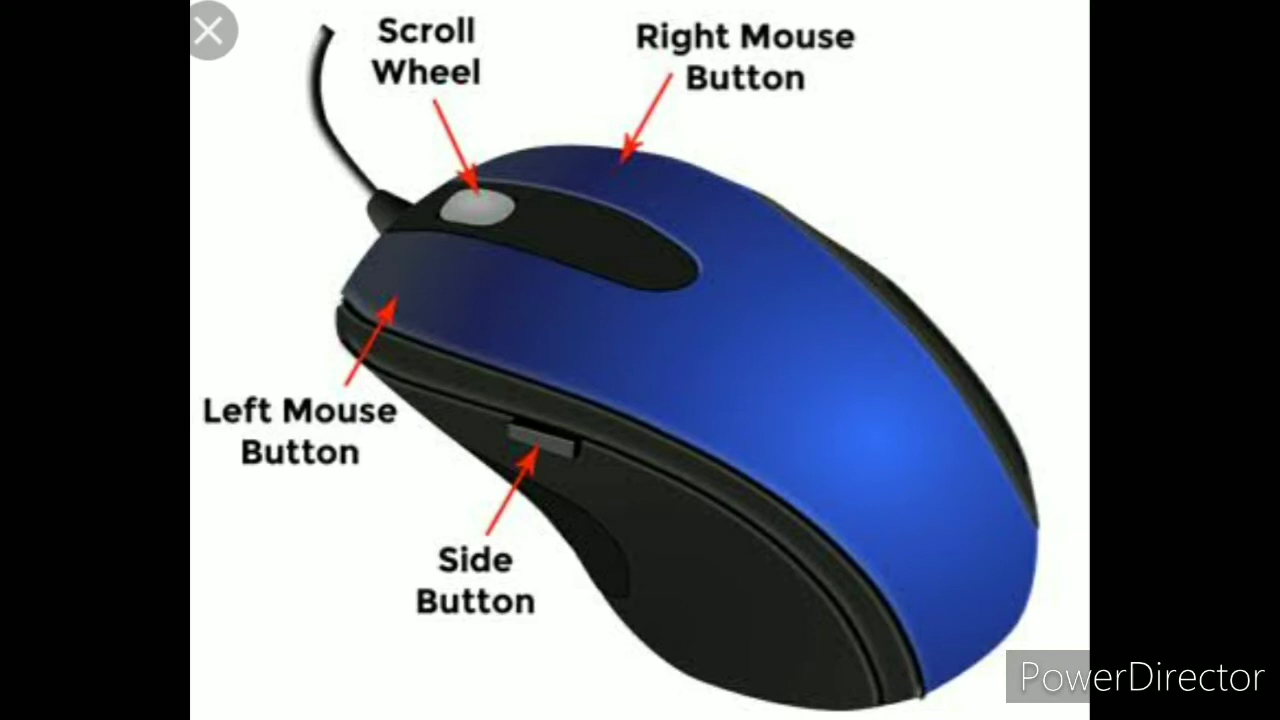 Scroll
Wheel
Right Mouse
Button
Left Mouse
Button
Side
Button
PowerDirector